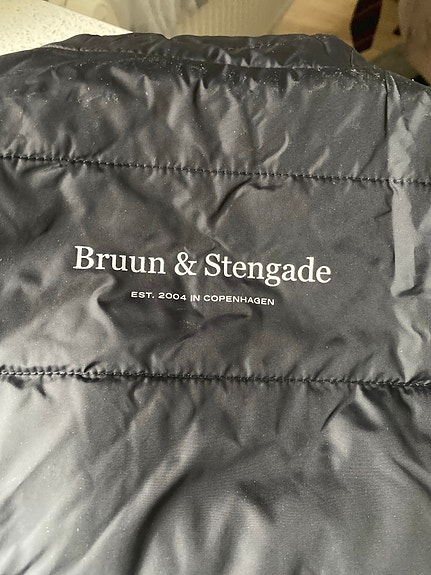 Bruun & Stengade
EST. 2004 IN COPENHAGEN